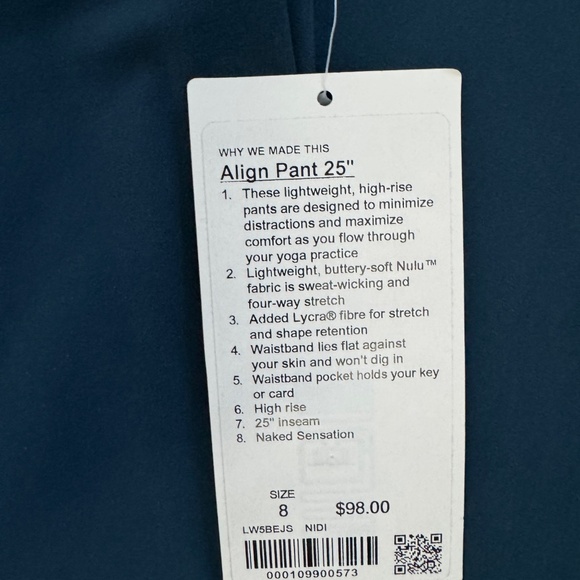 WHY WE MADE THIS
Align Pant 25"
1. These lightweight, high-rise
pants are designed to minimize
distractions and maximize
comfort as you flow through
your yoga practice
2. Lightweight, buttery-soft Nulu™
fabric is sweat-wicking and
four-way stretch
3. Added Lycra® fibre for stretch
and shape retention
4. Waistband lies flat against
your skin and won't dig in
5. Waistband pocket holds your key
or card
6. High rise
7. 25" inseam
8. Naked Sensation
SIZE
8 $98.00
LW5BEJS NIDI
000109900573